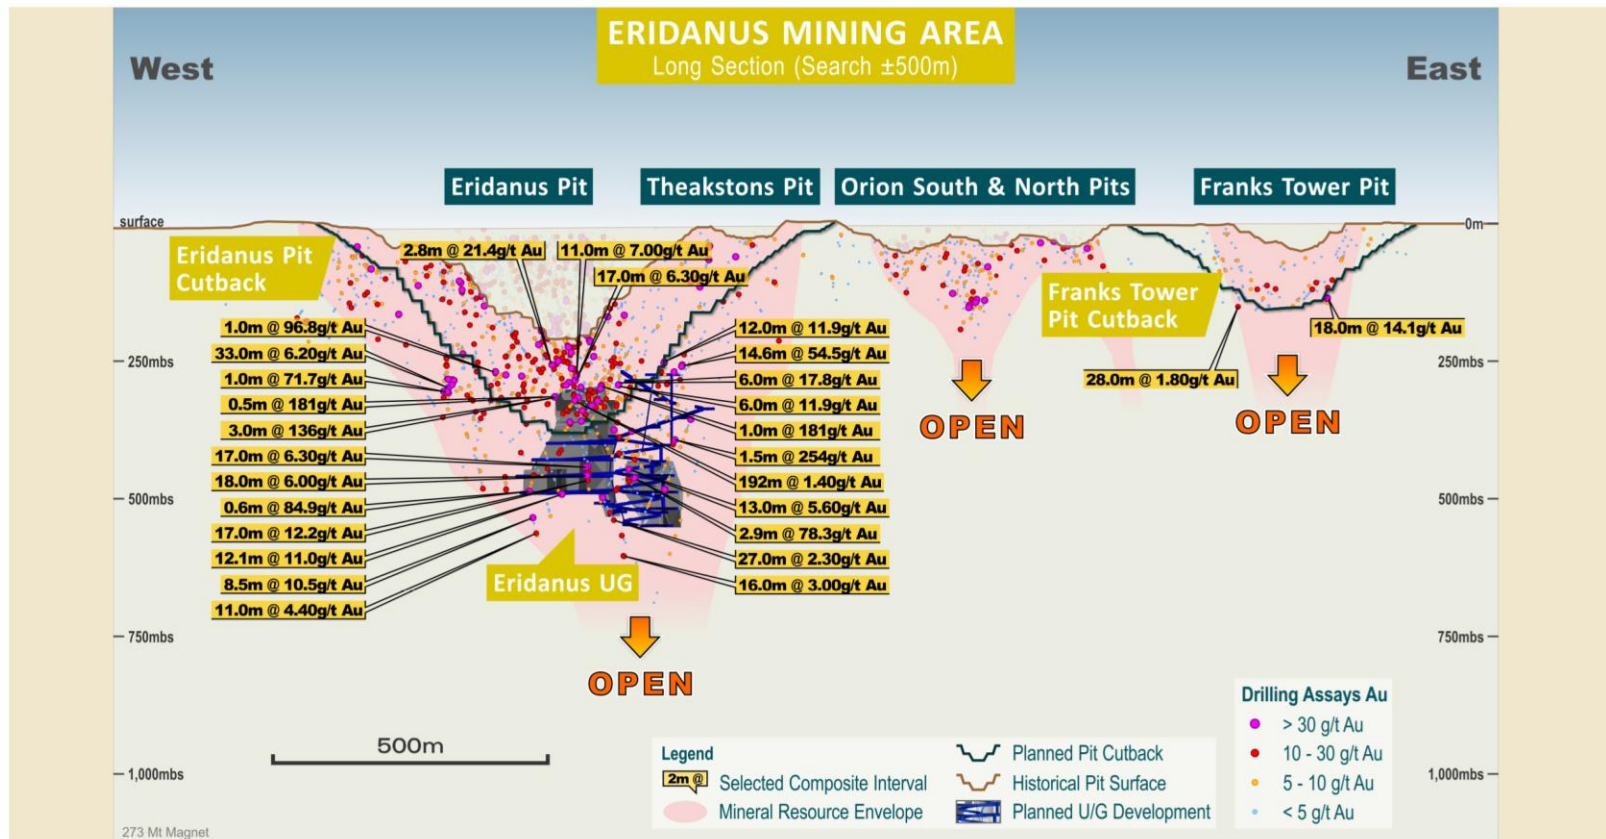 ERIDANUS MINING AREA
Long Section (Search ±500m)
West
East
Eridanus Pit
Theakstons Pit
Orion South & North Pits
Franks Tower Pit
surface
0m
Eridanus Pit
Cutback
2.8m @ 21.4g/t Au
11.0m @ 7.00g/t Au
17.0m @ 6.30g/t Au
Franks Tower
Pit Cutback
1.0m @ 96.8g/t Au
33.0m @ 6.20g/t Au
1.0m @ 71.7g/t Au
0.5m @ 181g/t Au
3.0m @ 136g/t Au
17.0m @ 6.30g/t Au
18.0m @ 6.00g/t Au
0.6m @ 84.9g/t Au
17.0m @ 12.2g/t Au
12.1m @ 11.0g/t Au
8.5m @ 10.5g/t Au
11.0m @ 4.40g/t Au
12.0m @ 11.9g/t Au
14.6m @ 54.5g/t Au
6.0m @ 17.8g/t Au
6.0m @ 11.9g/t Au
1.0m @ 181g/t Au
1.5m @ 254g/t Au
192m @ 1.40g/t Au
13.0m @ 5.60g/t Au
2.9m @ 78.3g/t Au
27.0m @ 2.30g/t Au
16.0m @ 3.00g/t Au
18.0m @ 14.1g/t Au
28.0m @ 1.80g/t Au
250mbs
250mbs
OPEN
OPEN
500mbs
500mbs
Eridanus UG
750mbs
750mbs
OPEN
500m
1,000mbs
1,000mbs
Legend
2m @
Selected Composite Interval
Mineral Resource Envelope
Planned Pit Cutback
Historical Pit Surface
Planned U/G Development
Drilling Assays Au
> 30 g/t Au
10 - 30 g/t Au
5 - 10 g/t Au
< 5 g/t Au
273 Mt Magnet